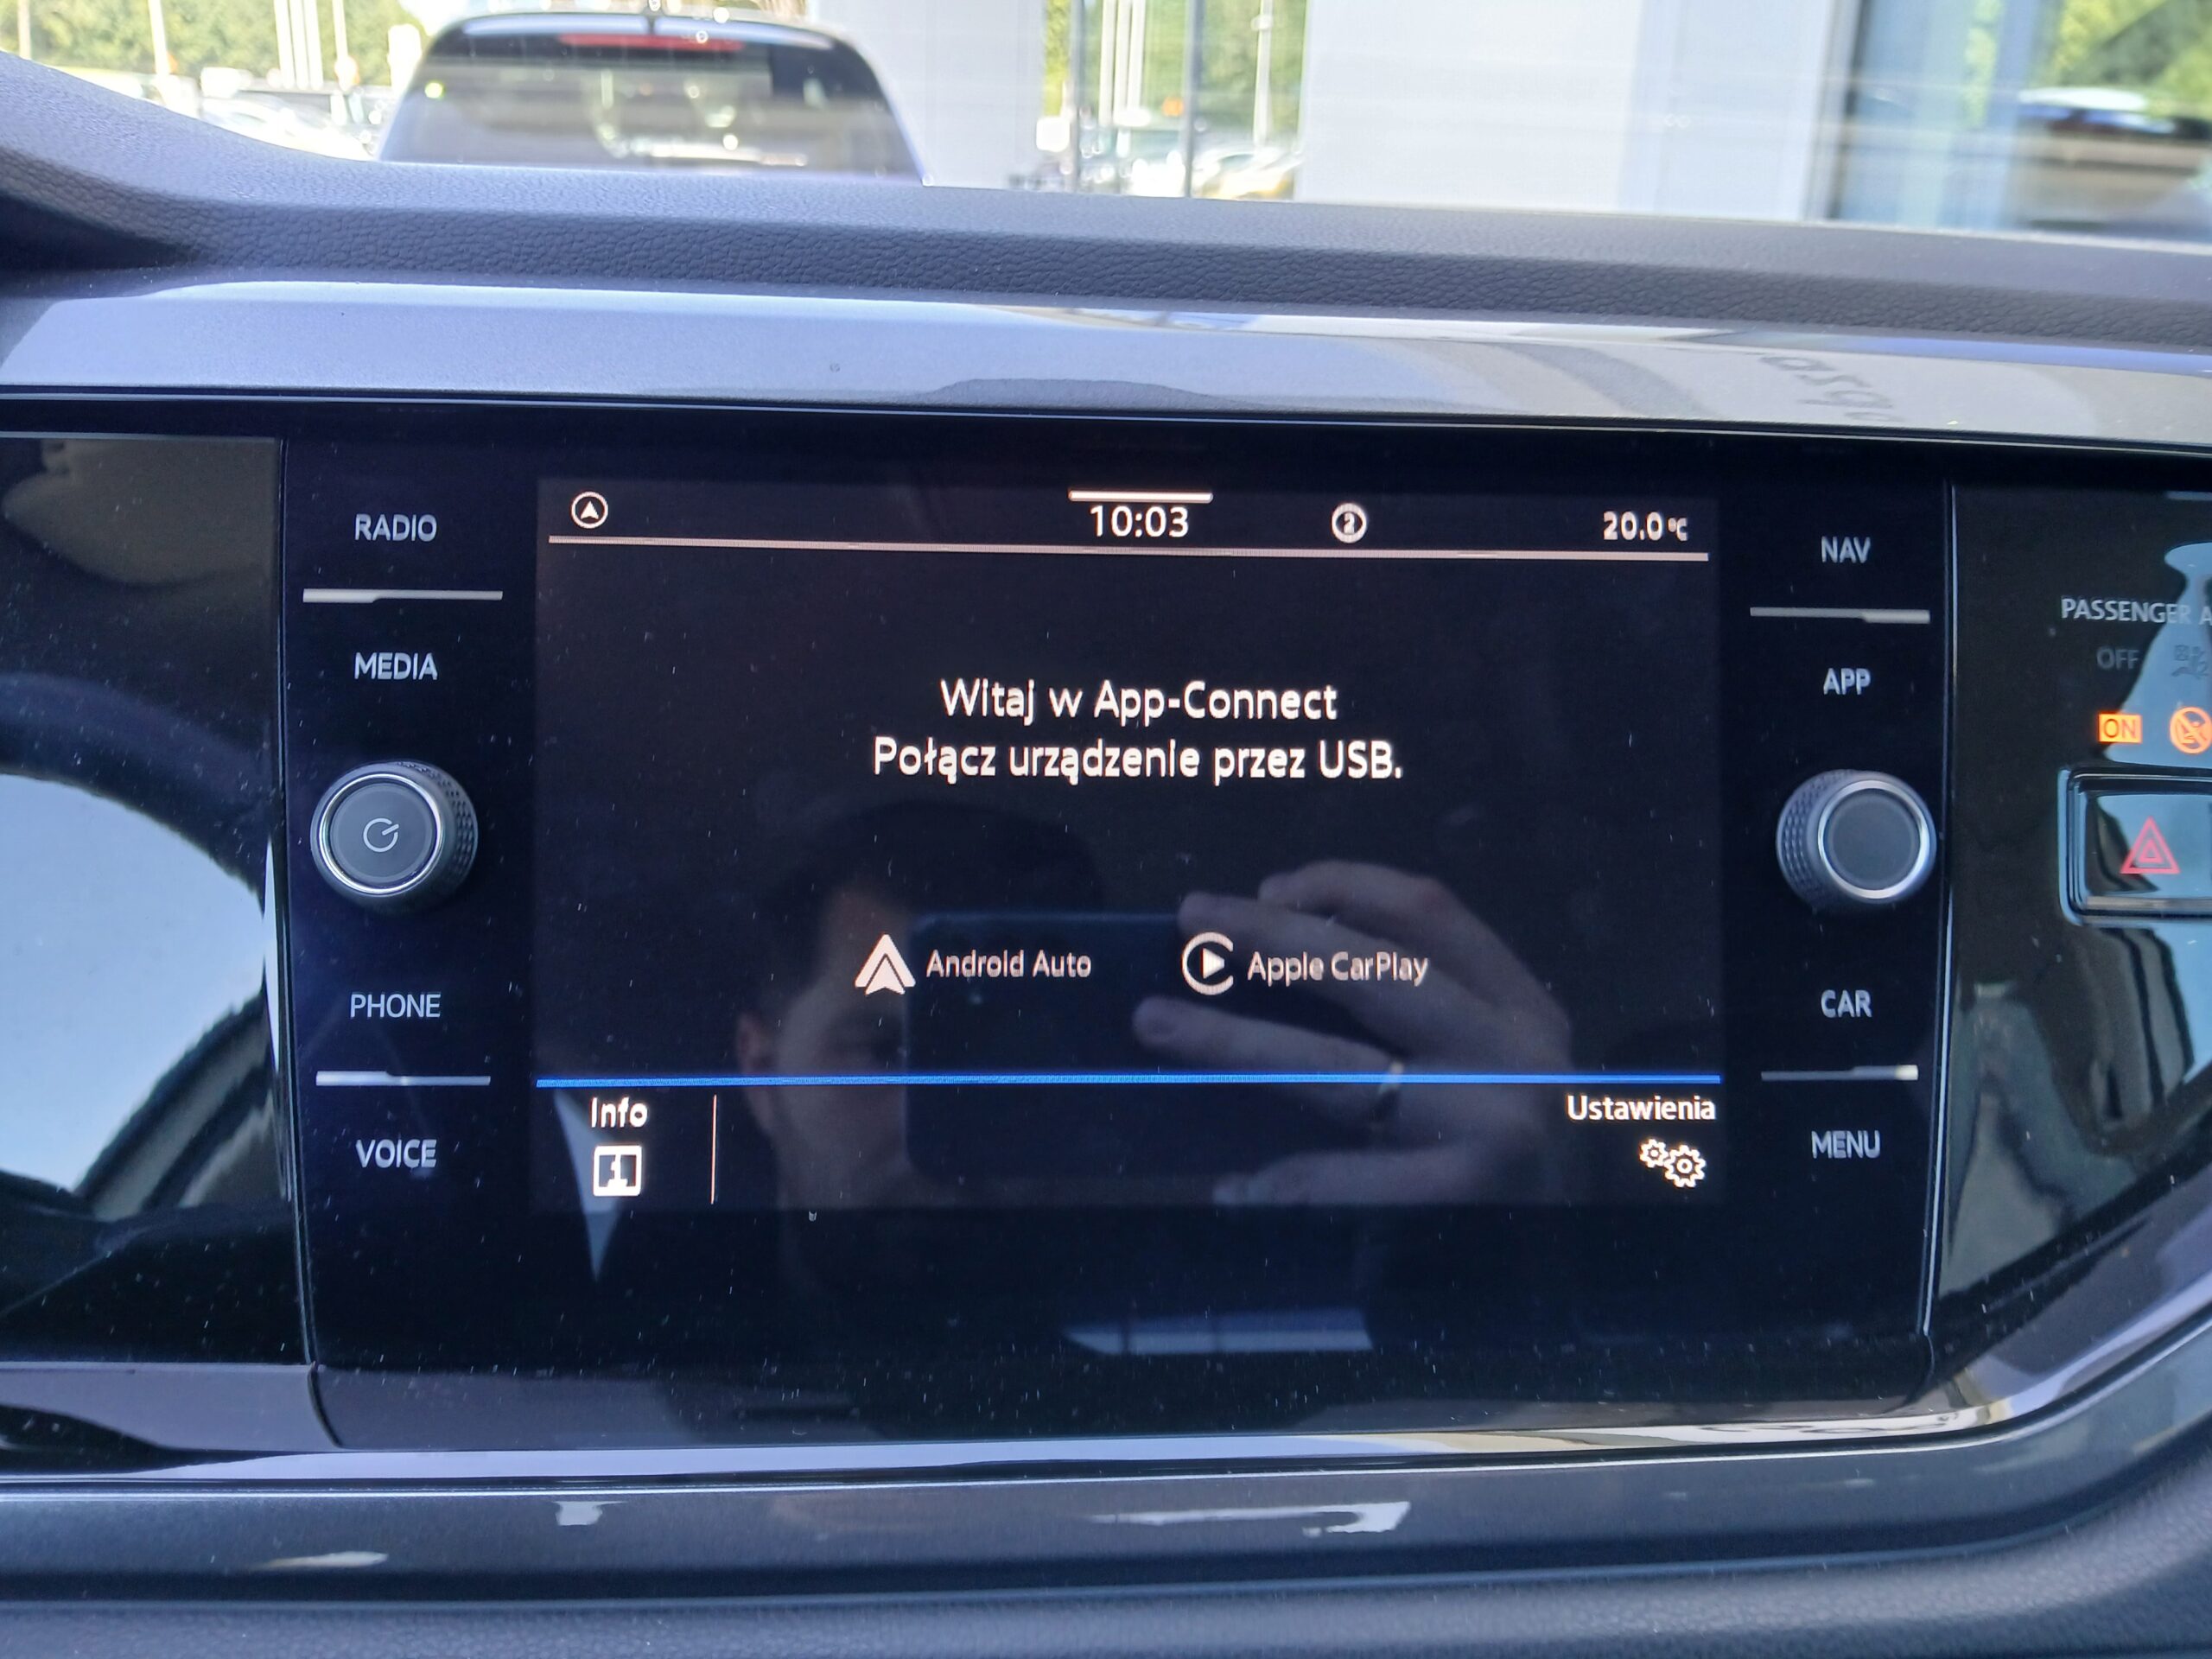 RADIO
MEDIA
PHONE
VOICE
10:03
2
20.0°C
Witaj w App-Connect
Połącz urządzenie przez USB.
Android Auto
Apple CarPlay
Info
Ustawienia
NAV
APP
CAR
MENU
PASSENGER
OFF
ON